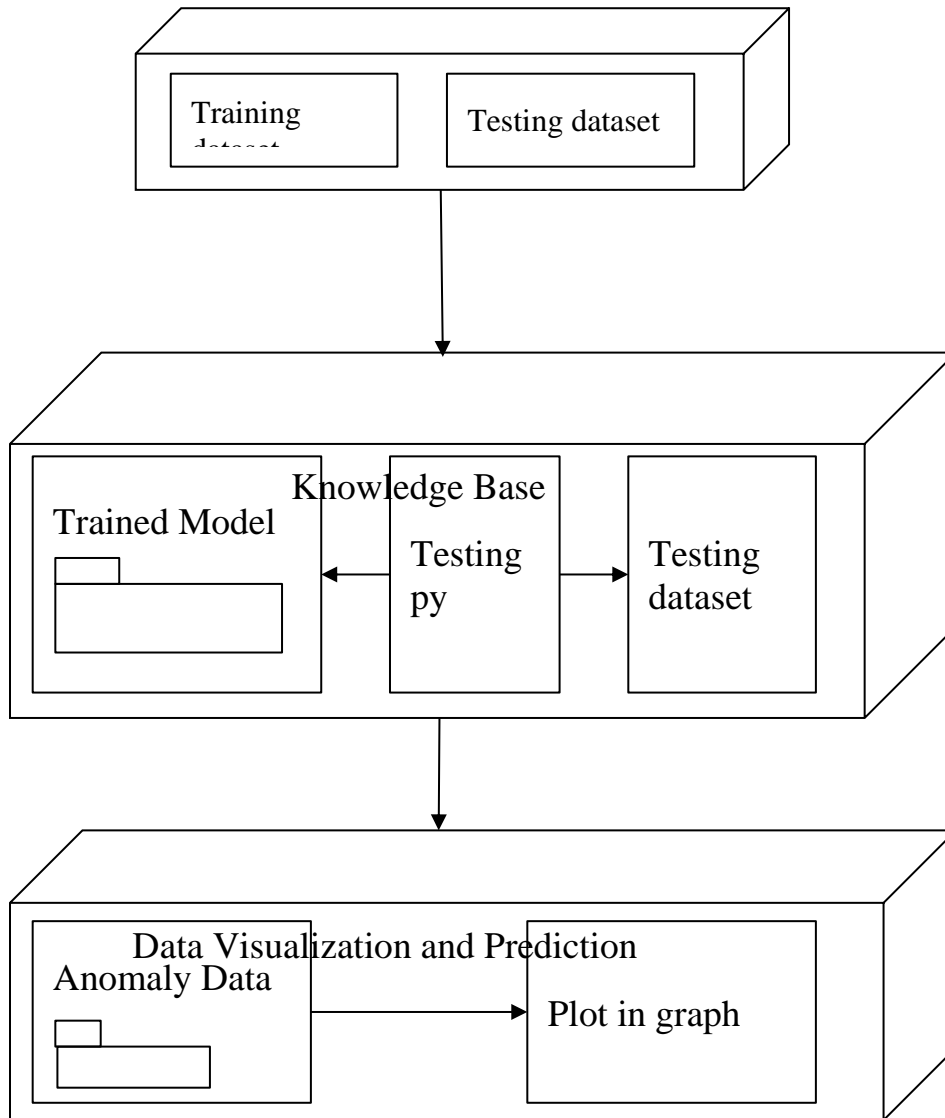 Training
dataset
Testing dataset
Knowledge Base
Trained Model
Testing
py
Testing
dataset
Data Visualization and Prediction
Anomaly Data
Plot in graph